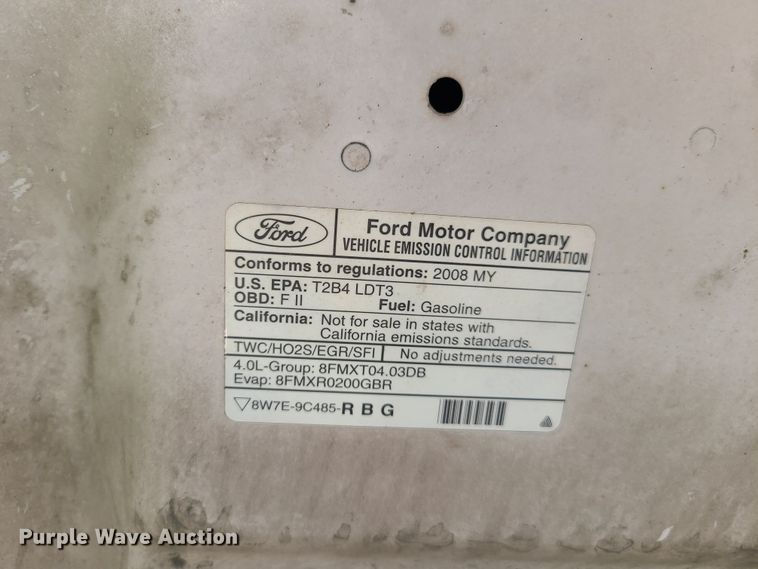 Ford
Ford Motor Company
VEHICLE EMISSION CONTROL INFORMATION
Conforms to regulations: 2008 MY
U.S. EPA: T2B4 LDT3
OBD: F II Fuel: Gasoline
California: Not for sale in states with
California emissions standards.
TWC/HO2S/EGR/SFI No adjustments needed.
4.0L-Group: 8FMXT04.03DB
Evap: 8FMXR0200GBR
8W7E-9C485-R B G
Purple Wave Auction